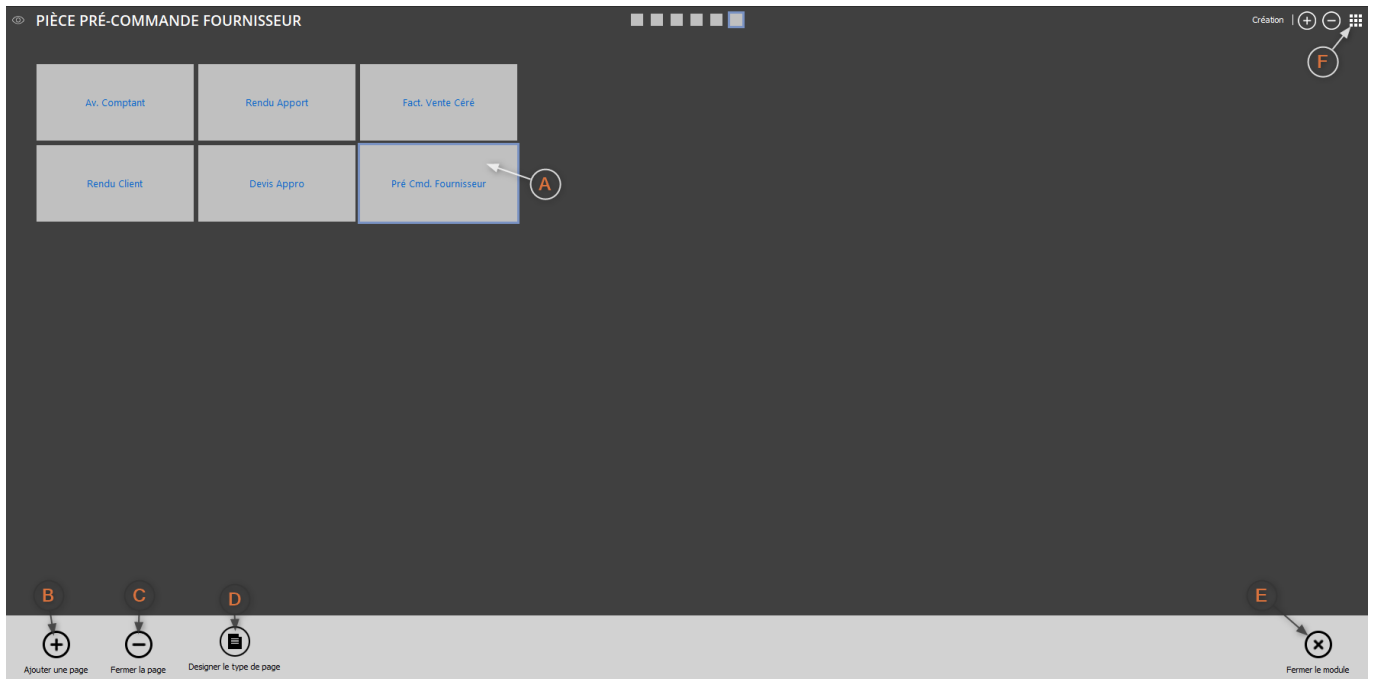 PIÈCE PRÉ-COMMANDE FOURNISSEUR
Création
F
Av. Comptant
Rendu Apport
Fact. Vente Céré
Rendu Client
Devis Appro
Pré Cmd. Fournisseur
A
B
C
D
E
Ajouter une page
Fermer la page
Designer le type de page
Fermer le module